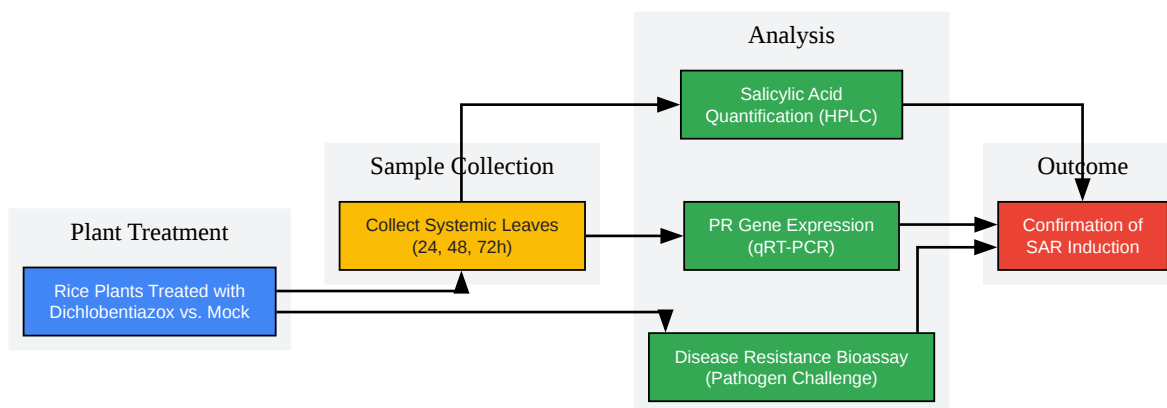 Plant Treatment
Rice Plants Treated with
Dichlobentiazox vs. Mock
Sample Collection
Collect Systemic Leaves
(24, 48, 72h)
Analysis
Salicylic Acid
Quantification (HPLC)
PR Gene Expression
(qRT-PCR)
Disease Resistance Bioassay
(Pathogen Challenge)
Outcome
Confirmation of
SAR Induction